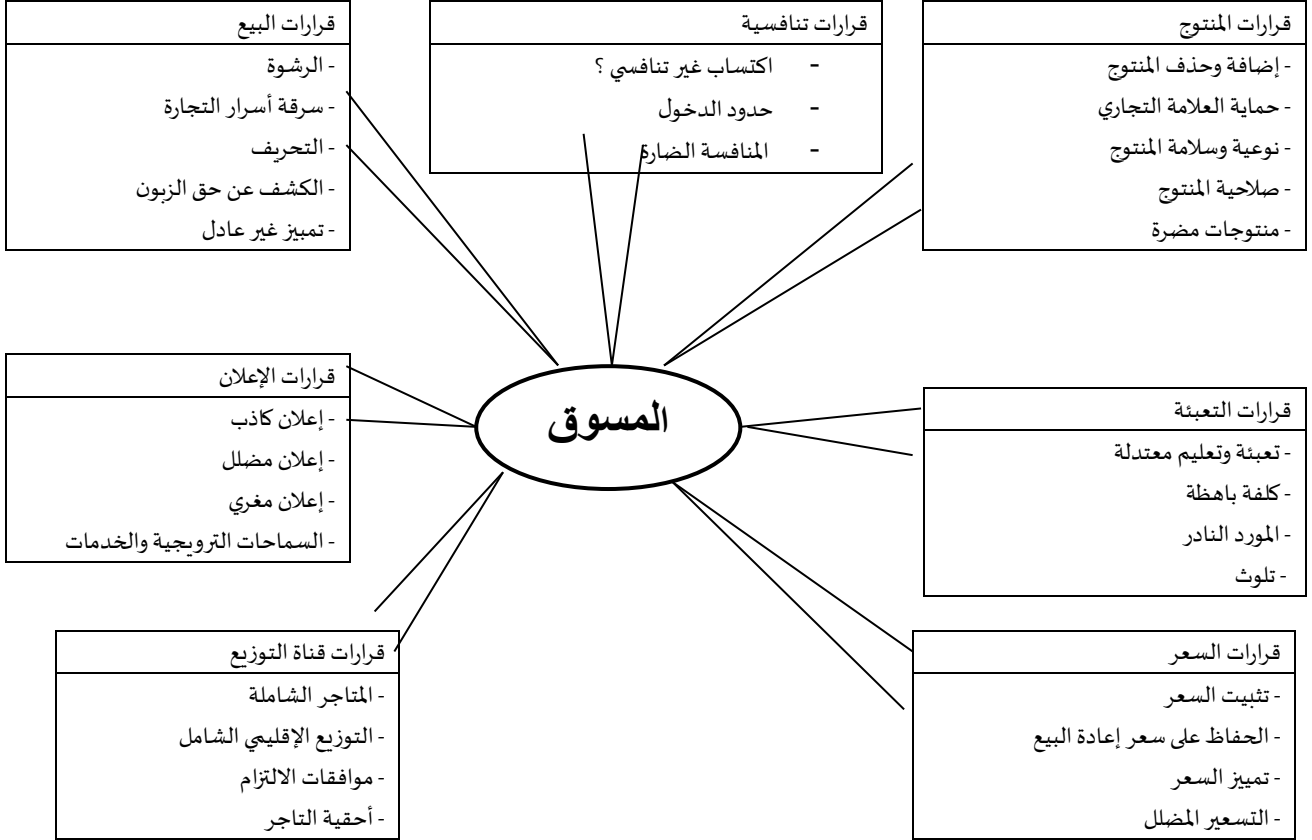 قرارات المنتوج
- إضافة وحذف المنتوج
- حماية العلامة التجاري
- نوعية وسلامة المنتوج
- صلاحية المنتوج
- منتوجات مضرة
قرارات تنافسية
- اكتساب غير تنافسي ؟
- حدود الدخول
- المنافسة الضارة
قرارات البيع
- الرشوة
- سرقة أسرار التجارة
- التحريف
- الكشف عن حق الزبون
- تمييز غير عادل
المسوق
قرارات التعبئة
- تعبئة وتعليم معتدلة
- كلفة باهظة
- المورد النادر
- تلوث
قرارات الإعلان
- إعلان كاذب
- إعلان مضلل
- إعلان مغري
- السماحات الترويجية والخدمات
قرارات السعر
- تثبيت السعر
- الحفاظ على سعر إعادة البيع
- تمييز السعر
- التسعير المضلل
قرارات قناة التوزيع
- المتاجر الشاملة
- التوزيع الإقليمي الشامل
- موافقات الالتزام
- أحقية التاجر